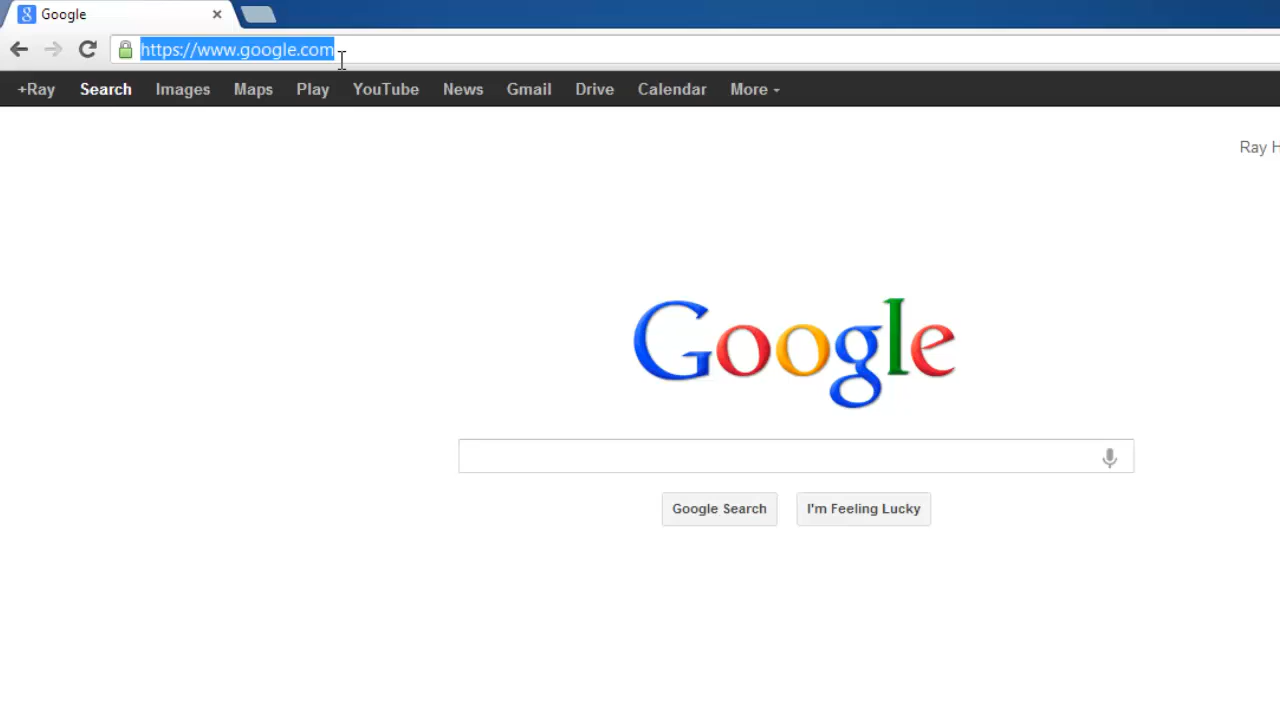 Google
https://www.google.com
+Ray Search Images Maps Play YouTube News Gmail Drive Calendar More
Ray H
Google
Google Search I'm Feeling Lucky